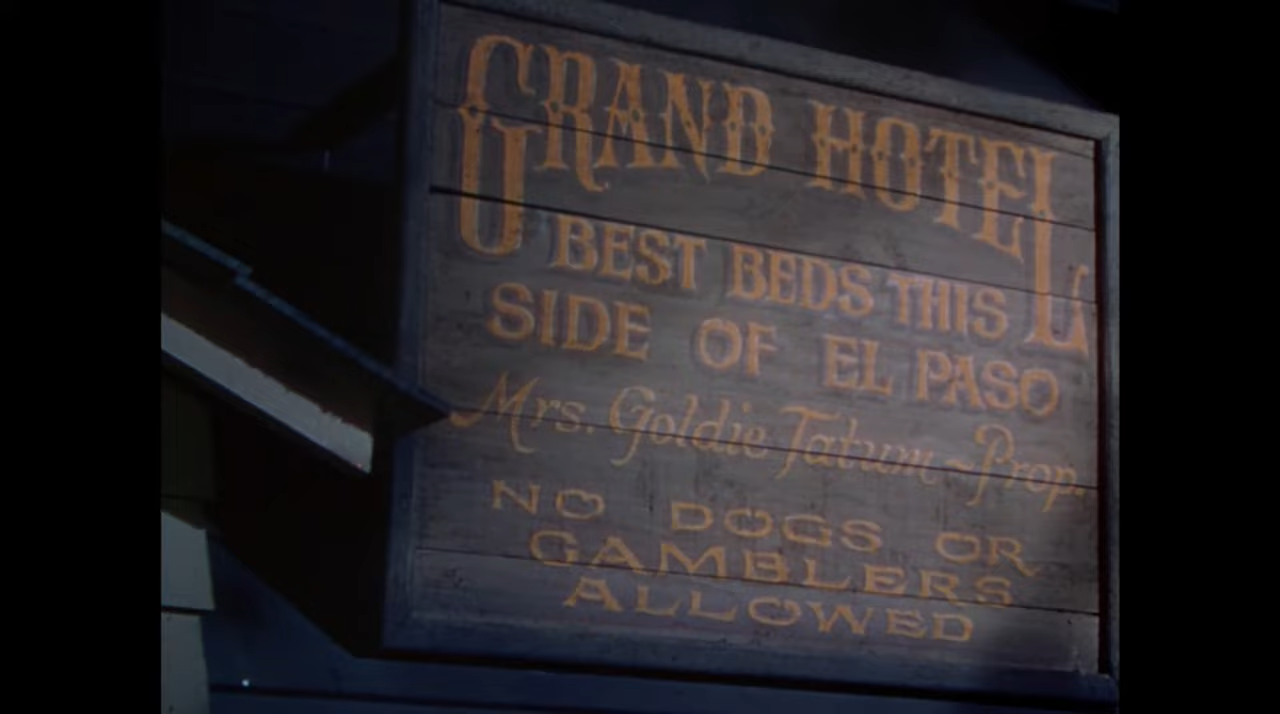 GRAND HOTEL
BEST BEDS THIS
SIDE OF EL PASO
Mrs. Goldie Tatum - Prop.
NO DOGS OR
GAMBLERS
ALLOWED